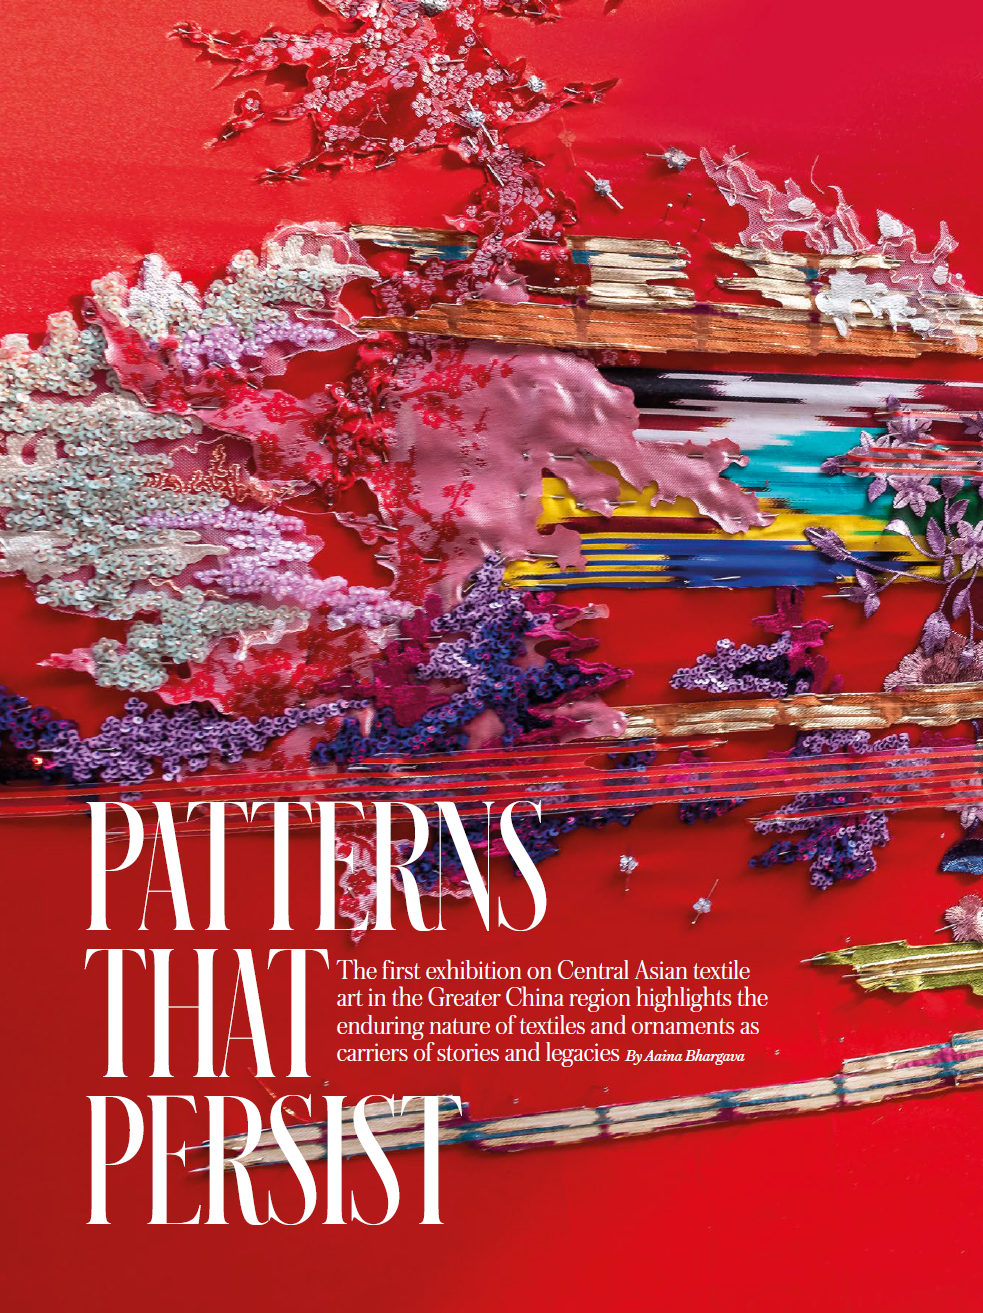 PATTERNS
THAT
The first exhibition on Central Asian textile
art in the Greater China region highlights the
enduring nature of textiles and ornaments as
carriers of stories and legacies By Aaina Bhargava
PERSIST